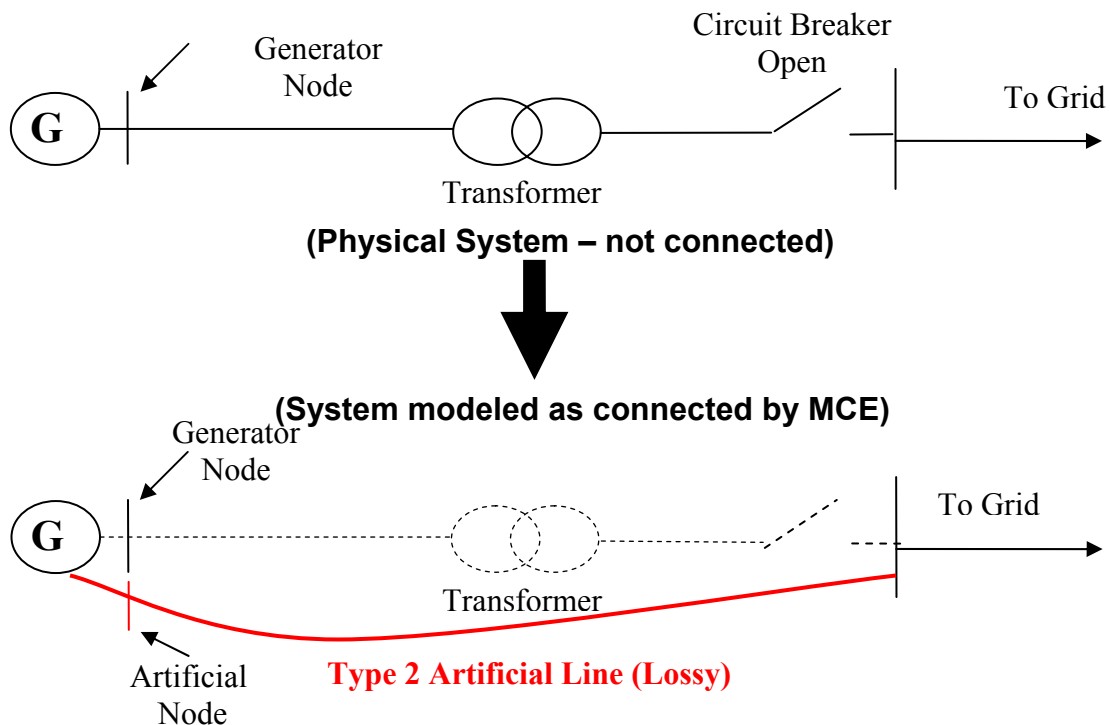 Circuit Breaker
Open
Generator
Node
To Grid
G
Transformer
(Physical System – not connected)
(System modeled as connected by MCE)
Generator
Node
To Grid
G
Transformer
Type 2 Artificial Line (Lossy)
Artificial
Node